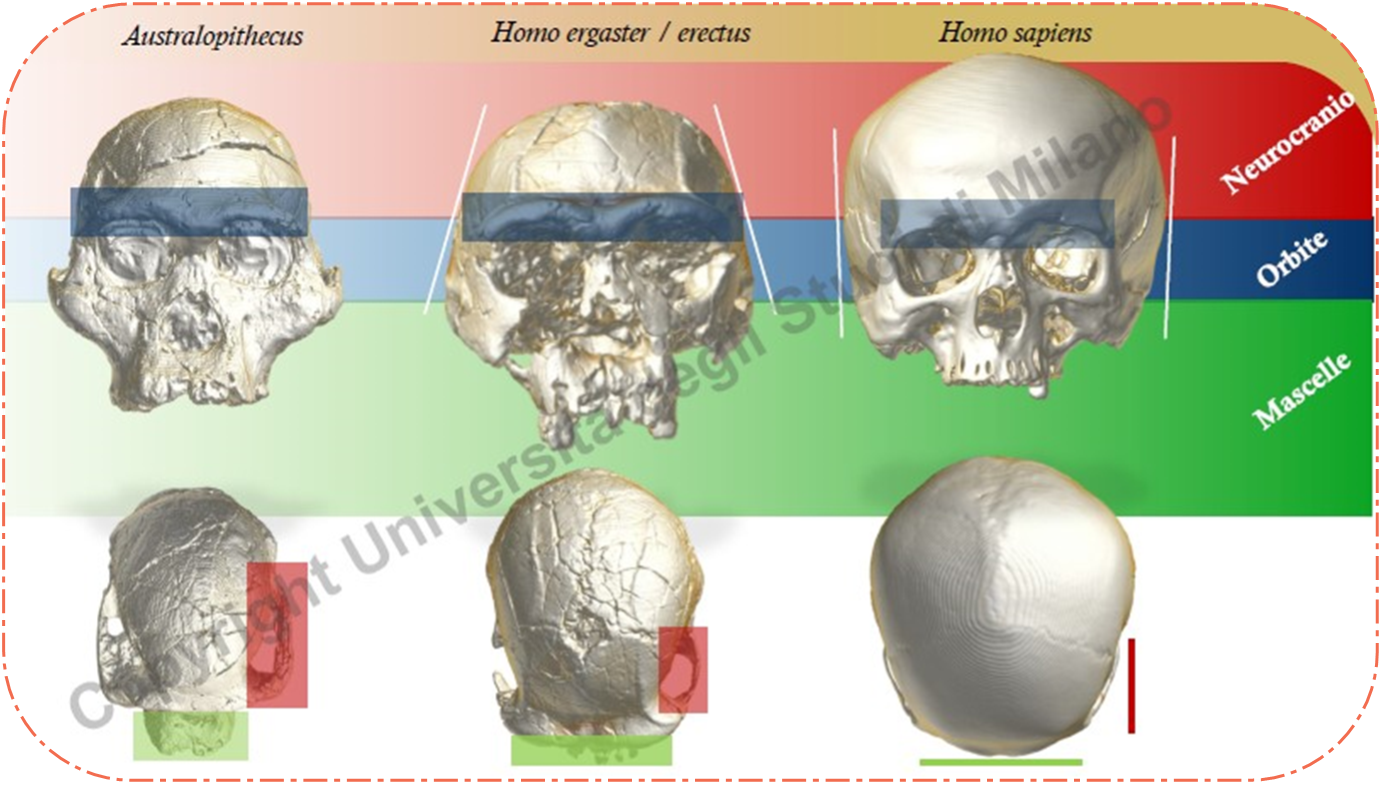 Australopithecus
Homo ergaster / erectus
Homo sapiens
Neurocranio
Orbite
Mascelle
Copyright Università degli Studi di Milano